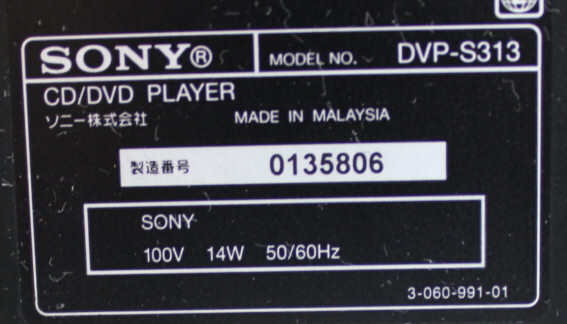 SONY® MODEL NO. DVP-S313
CD/DVD PLAYER
ソニー株式会社 MADE IN MALAYSIA
製造番号 0135806
SONY
100V 14W 50/60Hz
3-060-991-01